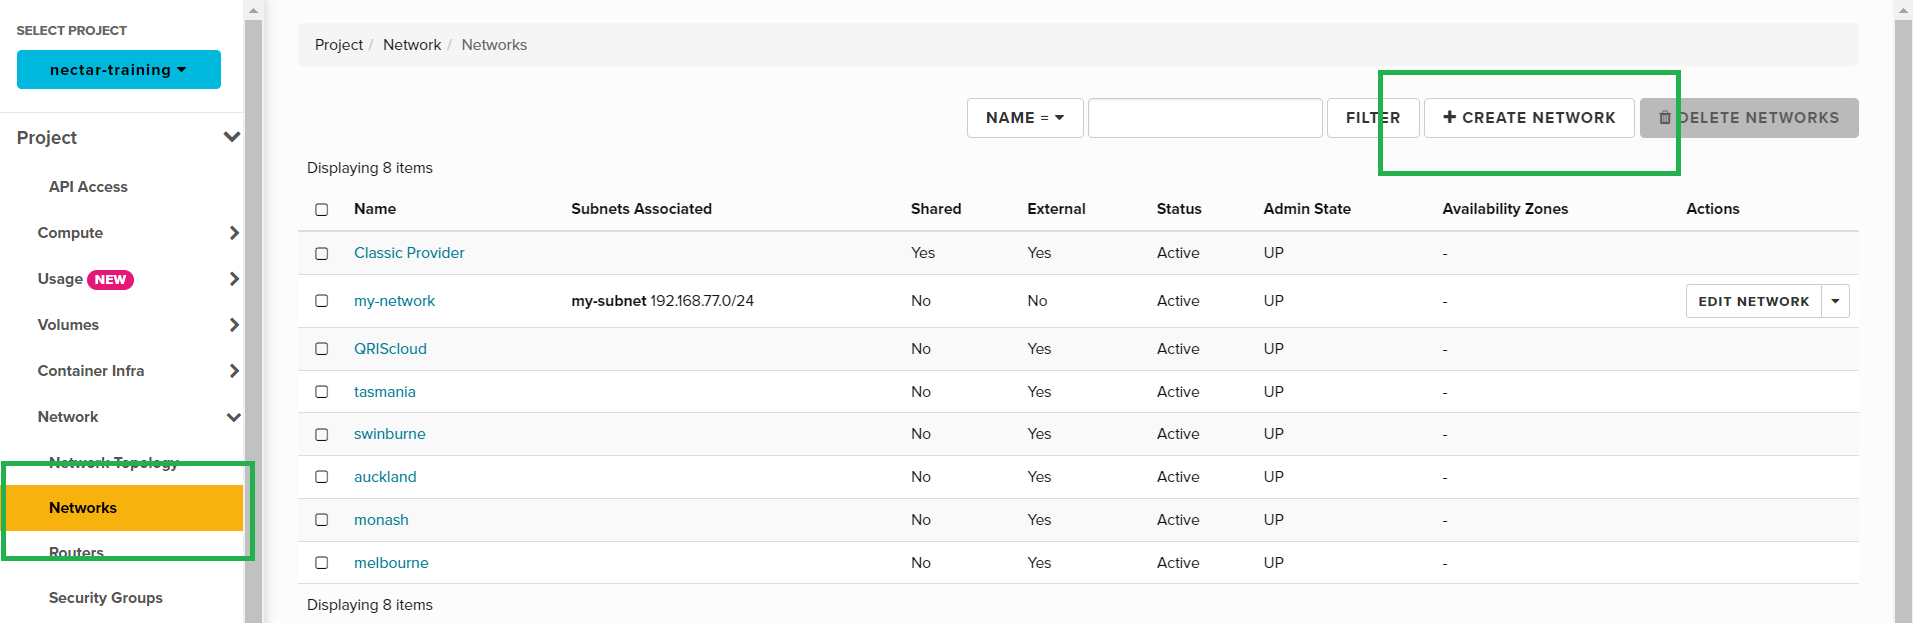 SELECT PROJECT
nectar-training
Project
API Access
Compute
Usage NEW
Volumes
Container Infra
Network
Network Topology
Networks
Routers
Security Groups
Project / Network / Networks
NAME = FILTER + CREATE NETWORK DELETE NETWORKS
Displaying 8 items
Name Subnets Associated Shared External Status Admin State Availability Zones Actions
Classic Provider Yes Yes Active UP -
my-network my-subnet 192.168.77.0/24 No No Active UP - EDIT NETWORK
QRIScloud No Yes Active UP -
tasmania No Yes Active UP -
swinburne No Yes Active UP -
auckland No Yes Active UP -
monash No Yes Active UP -
melbourne No Yes Active UP -
Displaying 8 items